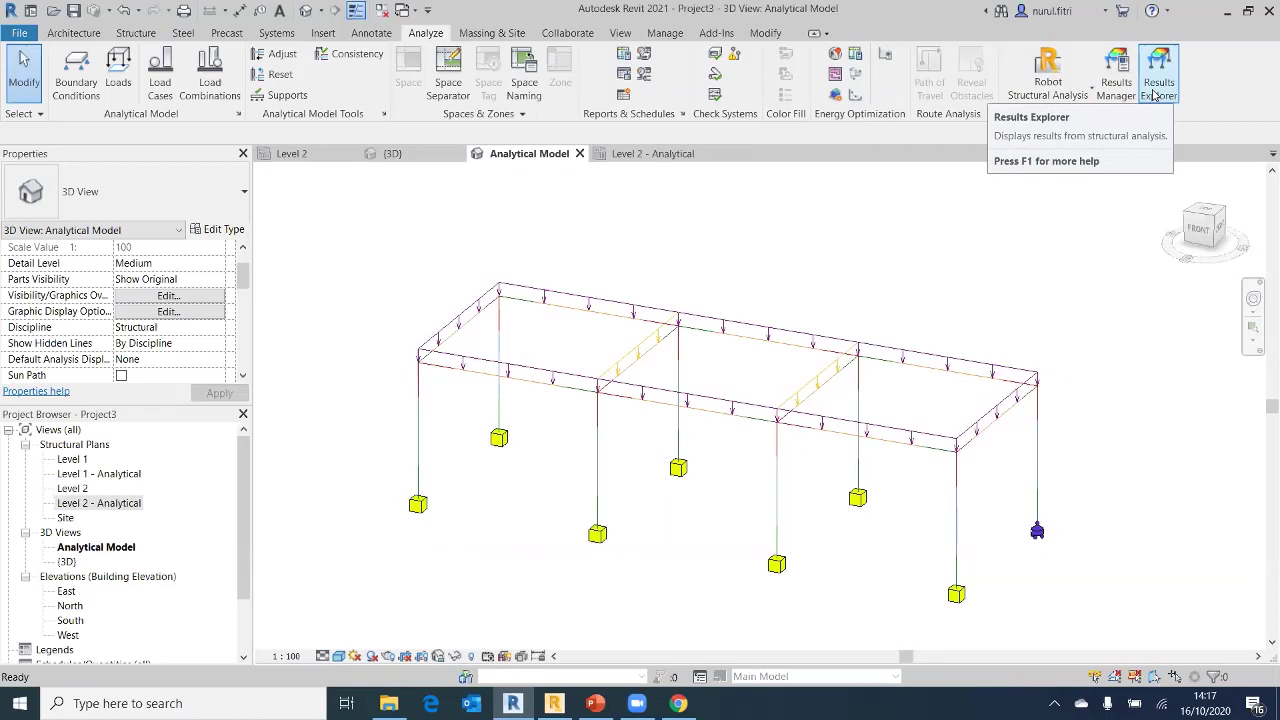 Autodesk Revit 2021 - Project3 - 3D View: Analytical Model
nurul.fitri
File Architecture Structure Steel Precast Systems Insert Annotate Analyze Massing & Site Collaborate View Manage Add-Ins Modify
Modify
Boundary Conditions
Loads
Load Cases
Load Combinations
Adjust
Reset
Supports
Consistency
Space
Space Separator
Space Tag
Space Naming
Zone
Path of Travel
Reveal Obstacles
Robot Structural Analysis
Results Manager
Results Explorer
Select
Analytical Model
Analytical Model Tools
Spaces & Zones
Reports & Schedules
Check Systems
Color Fill
Energy Optimization
Route Analysis
Results Explorer
Displays results from structural analysis.
Press F1 for more help
Properties
Level 2
{3D}
Analytical Model
Level 2 - Analytical
3D View
3D View: Analytical Model
Edit Type
Scale Value 1: 100
Detail Level Medium
Parts Visibility Show Original
Visibility/Graphics Ov... Edit...
Graphic Display Optio... Edit...
Discipline Structural
Show Hidden Lines By Discipline
Default Analysis Displ... None
Sun Path
Properties help
Apply
Project Browser - Project3
Views (all)
Structural Plans
Level 1
Level 1 - Analytical
Level 2
Level 2 - Analytical
Site
3D Views
Analytical Model
{3D}
Elevations (Building Elevation)
East
North
South
West
Legends
Schedules/Quantities (all)
FRONT
1 : 100
Ready
:0
Main Model
:0
Type here to search
14:17
16/10/2020